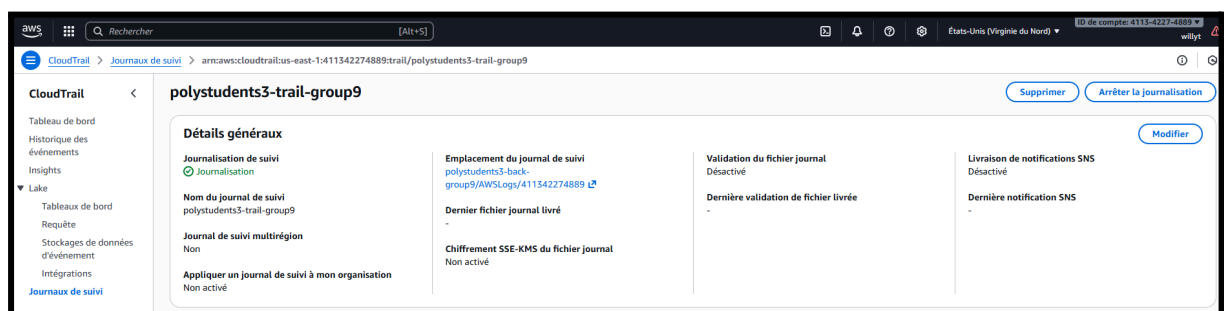 aws
Rechercher
[Alt+S]
États-Unis (Virginie du Nord)
ID de compte: 4113-4227-4889
willyt
CloudTrail > Journaux de suivi > arn:aws:cloudtrail:us-east-1:411342274889:trail/polystudents3-trail-group9
CloudTrail
Tableau de bord
Historique des
événements
Insights
Lake
Tableaux de bord
Requête
Stockages de données
d'événement
Intégrations
Journaux de suivi
polystudents3-trail-group9
Supprimer
Arrêter la journalisation
Détails généraux
Modifier
Journalisation de suivi
Journalisation
Nom du journal de suivi
polystudents3-trail-group9
Journal de suivi multirégion
Non
Appliquer un journal de suivi à mon organisation
Non activé
Emplacement du journal de suivi
polystudents3-back-
group9/AWSLogs/411342274889
Dernier fichier journal livré
-
Chiffrement SSE-KMS du fichier journal
Non activé
Validation du fichier journal
Désactivé
Dernière validation de fichier livrée
-
Livraison de notifications SNS
Désactivé
Dernière notification SNS
-